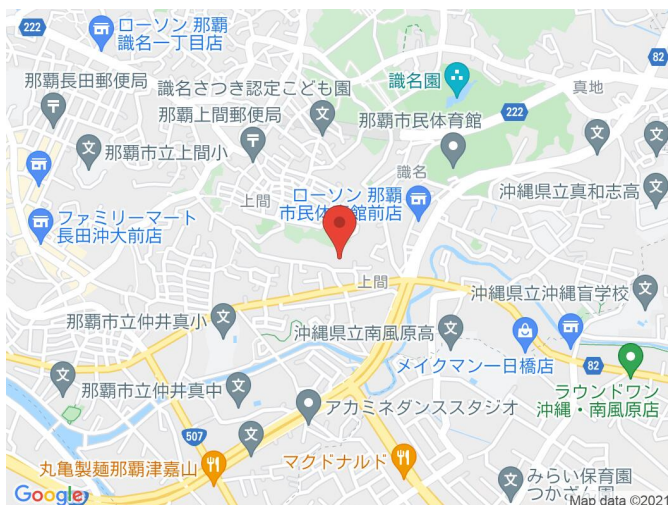 222
ローソン 那覇
識名一丁目店
82
那覇長田郵便局
識名さつき認定こども園
識名園
真地
那覇上間郵便局
那覇市民体育館
222
那覇市立上間小
識名
沖縄県立真和志高
上間
ローソン 那覇
市民体育館前店
ファミリーマート
長田沖大前店
上間
沖縄県立沖縄盲学校
那覇市立仲井真小
沖縄県立南風原高
メイクマン一日橋店
82
那覇市立仲井真中
ラウンドワン
沖縄・南風原店
アカミネダンススタジオ
507
丸亀製麺那覇津嘉山
マクドナルド
みらい保育園
つかざん園
Google
Map data ©2021